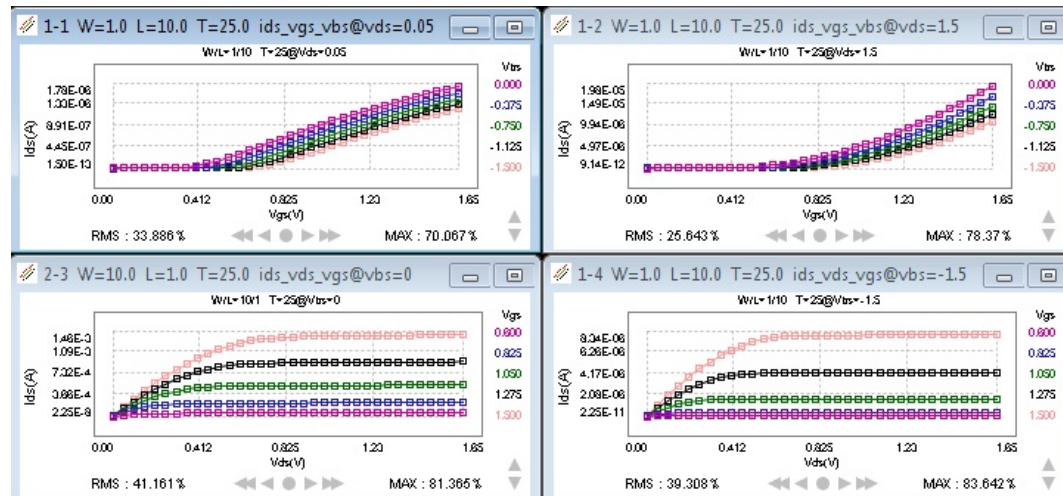 1-1 W=1.0 L=10.0 T=25.0 ids_vgs_vbs@vds=0.05
W/L=1/10 T=25@Vds=0.05
Vbs
1.78E-06
1.33E-06
8.91E-07
4.45E-07
1.50E-13
Ids(A)
0.000
-0.375
-0.750
-1.125
-1.500
0.00 0.412 0.825 1.23 1.65
Vgs(V)
RMS : 33.886% MAX : 70.067%
1-2 W=1.0 L=10.0 T=25.0 ids_vgs_vbs@vds=1.5
W/L=1/10 T=25@Vds=1.5
Vbs
1.98E-05
1.49E-05
9.94E-06
4.97E-06
9.14E-12
Ids(A)
0.000
-0.375
-0.750
-1.125
-1.500
0.00 0.412 0.825 1.23 1.65
Vgs(V)
RMS : 25.643% MAX : 78.37%
2-3 W=10.0 L=1.0 T=25.0 ids_vds_vgs@vbs=0
W/L=10/1 T=25@Vbs=0
Vgs
1.46E-3
1.09E-3
7.32E-4
3.66E-4
2.25E-8
Ids(A)
0.600
0.825
1.050
1.275
1.500
0.00 0.412 0.825 1.23 1.65
Vds(V)
RMS : 41.161% MAX : 81.365%
1-4 W=1.0 L=10.0 T=25.0 ids_vds_vgs@vbs=-1.5
W/L=1/10 T=25@Vbs=-1.5
Vgs
8.34E-06
6.26E-06
4.17E-06
2.09E-06
2.25E-11
Ids(A)
0.600
0.825
1.050
1.275
1.500
0.00 0.412 0.825 1.23 1.65
Vds(V)
RMS : 39.308% MAX : 83.642%